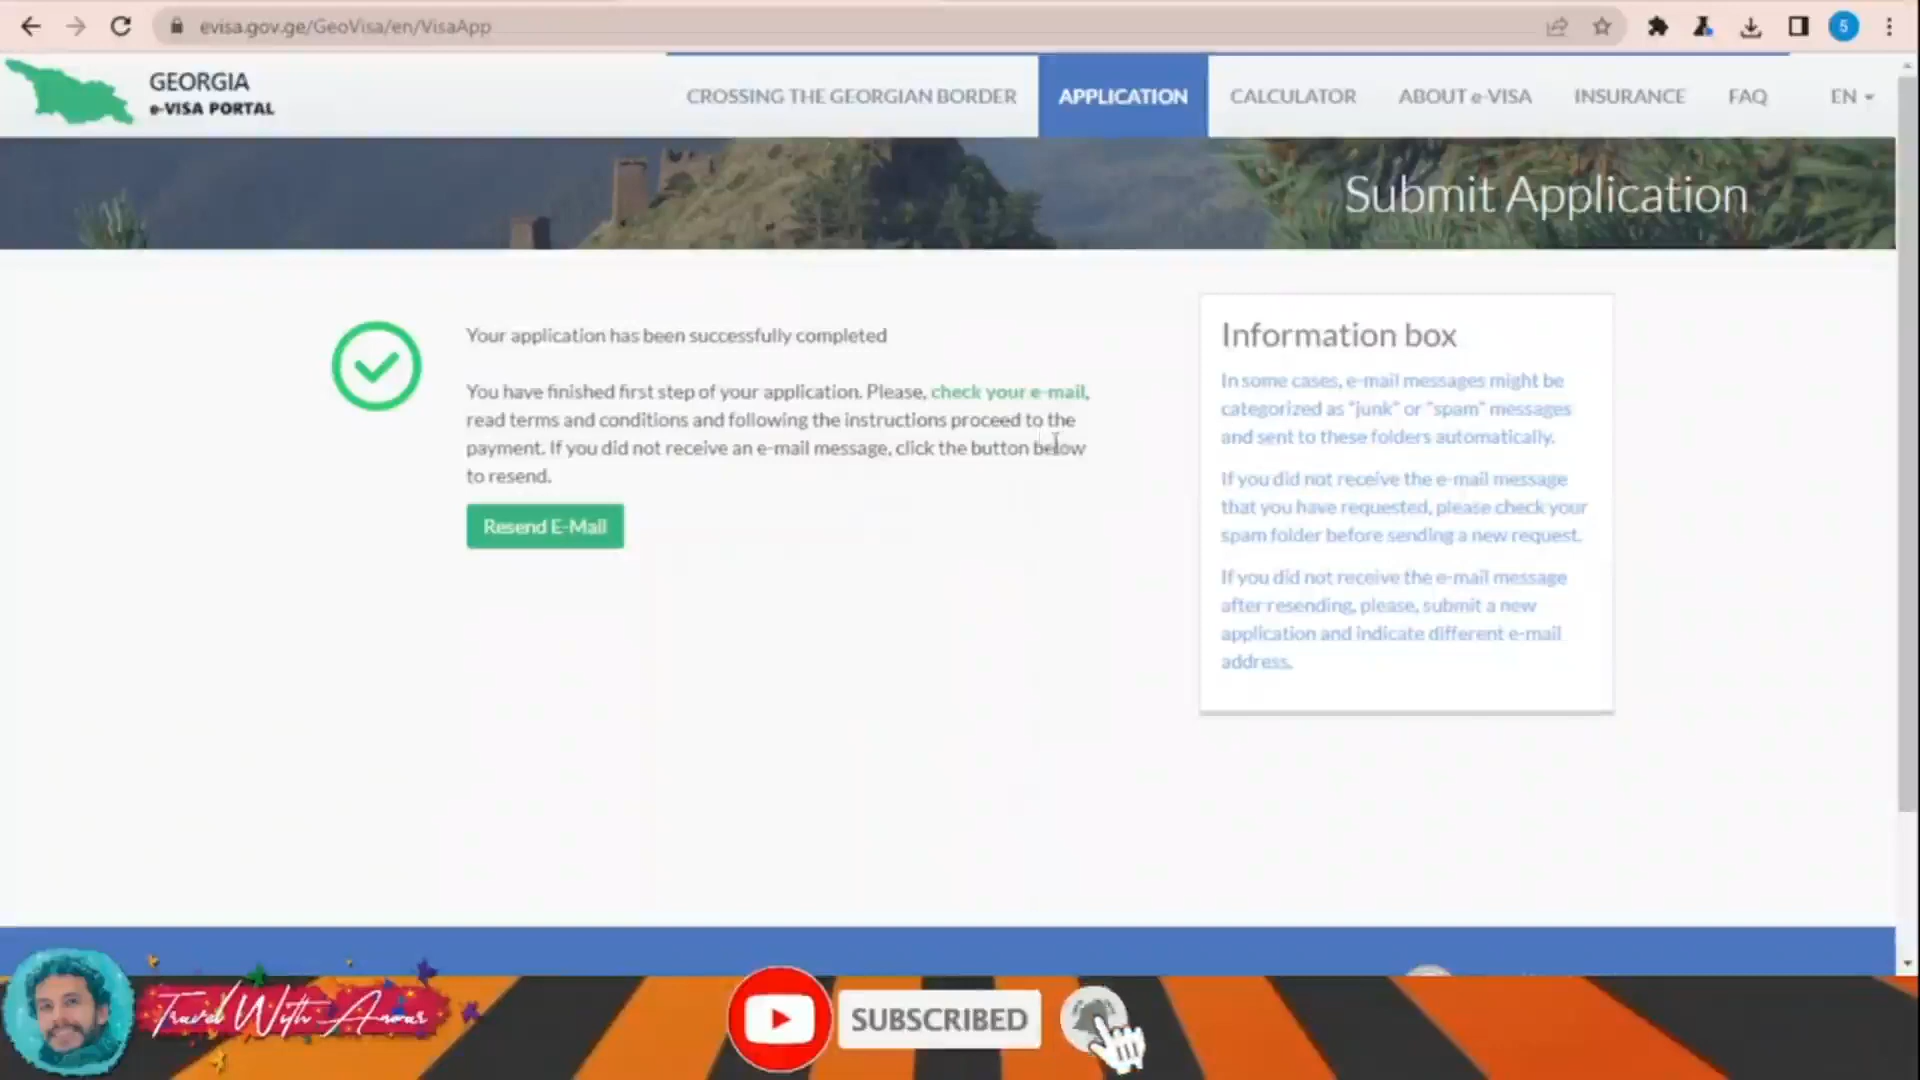 evisa.gov.ge/GeoVisa/en/VisaApp
5
GEORGIA
e-VISA PORTAL
CROSSING THE GEORGIAN BORDER
APPLICATION
CALCULATOR
ABOUT e-VISA
INSURANCE
FAQ
EN
Submit Application
Your application has been successfully completed
You have finished first step of your application. Please, check your e-mail,
read terms and conditions and following the instructions proceed to the
payment. If you did not receive an e-mail message, click the button below
to resend.
Resend E-Mail
Information box
In some cases, e-mail messages might be
categorized as "junk" or "spam" messages
and sent to these folders automatically.
If you did not receive the e-mail message
that you have requested, please check your
spam folder before sending a new request.
If you did not receive the e-mail message
after resending, please, submit a new
application and indicate different e-mail
address.
Travel With Anwar
SUBSCRIBED